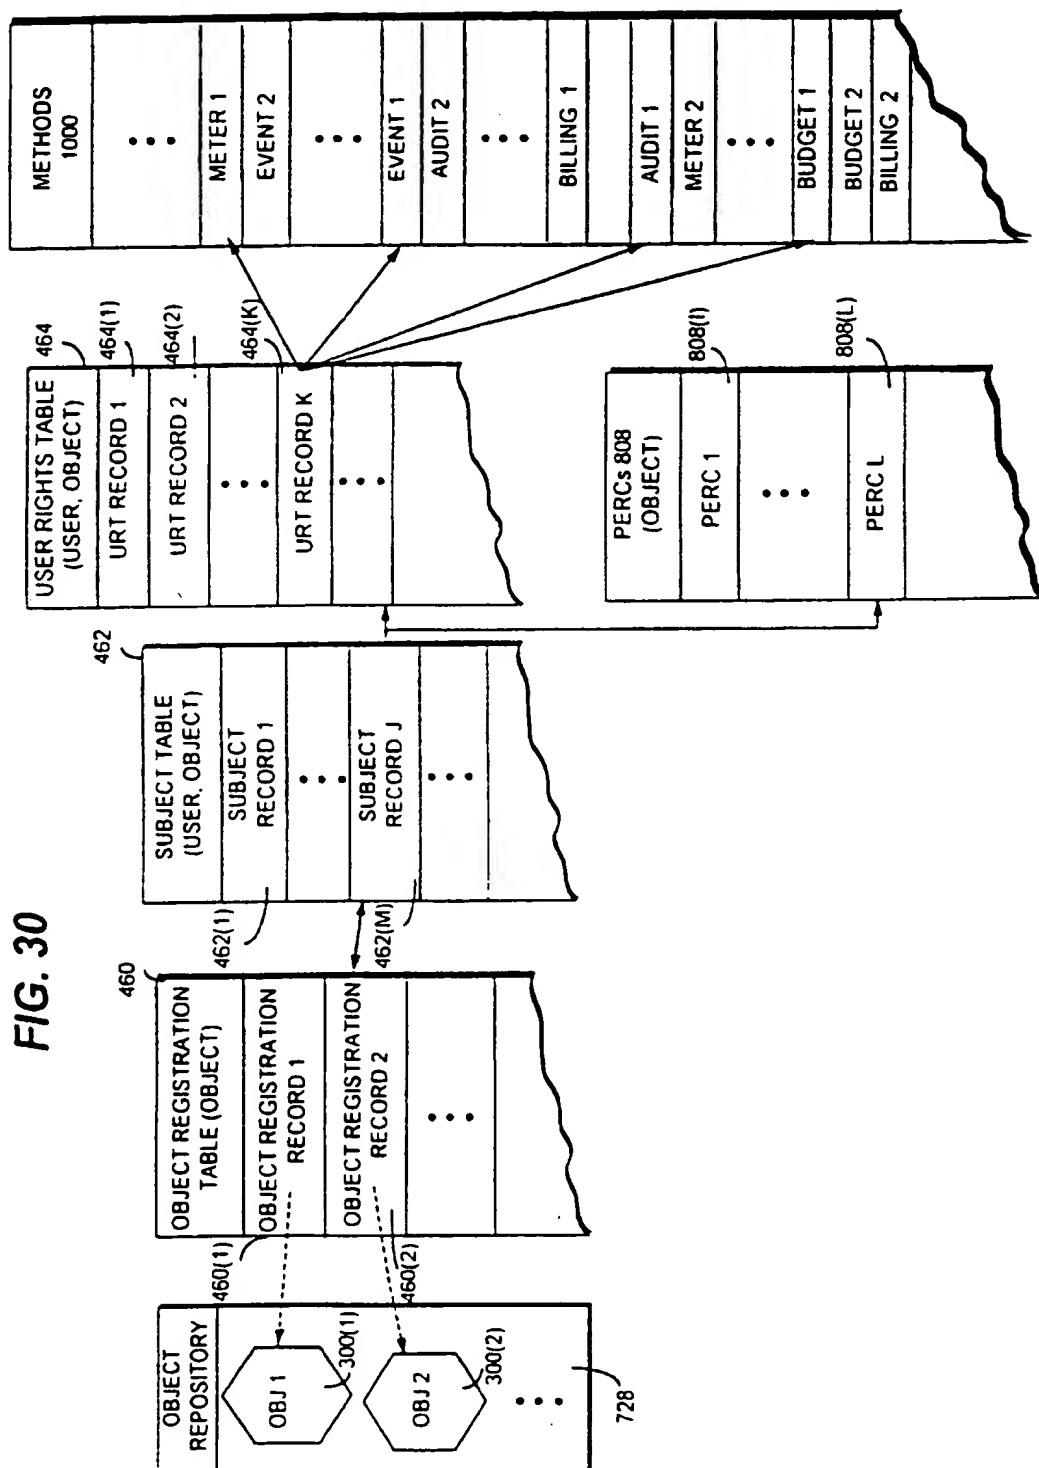 FIG. 30
OBJECT
REPOSITORY
OBJ 1
300(1)
OBJ 2
300(2)
728
460
OBJECT REGISTRATION
TABLE (OBJECT)
460(1)
OBJECT REGISTRATION
RECORD 1
OBJECT REGISTRATION
RECORD 2
460(2)
462
SUBJECT TABLE
(USER, OBJECT)
462(1)
SUBJECT
RECORD 1
SUBJECT
RECORD J
462(M)
USER RIGHTS TABLE
(USER, OBJECT)
464
URT RECORD 1
464(1)
URT RECORD 2
464(2)
URT RECORD K
464(K)
PERCs 808
(OBJECT)
PERC 1
808(I)
PERC L
808(L)
METHODS
1000
METER 1
EVENT 2
EVENT 1
AUDIT 2
BILLING 1
AUDIT 1
METER 2
BUDGET 1
BUDGET 2
BILLING 2